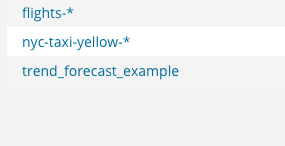 flights-*
nyc-taxi-yellow-*
trend_forecast_example